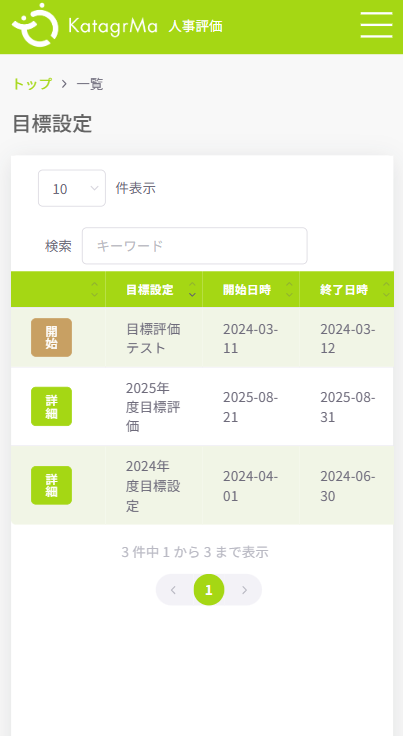 KatagrMa 人事評価
トップ > 一覧
目標設定
10 件表示
検索 キーワード
目標設定 開始日時 終了日時
開
始
目標評価
テスト
2024-03-
11
2024-03-
12
詳
細
2025年
度目標評
価
2025-08-
21
2025-08-
31
詳
細
2024年
度目標設
定
2024-04-
01
2024-06-
30
3 件中 1 から 3 まで表示
1